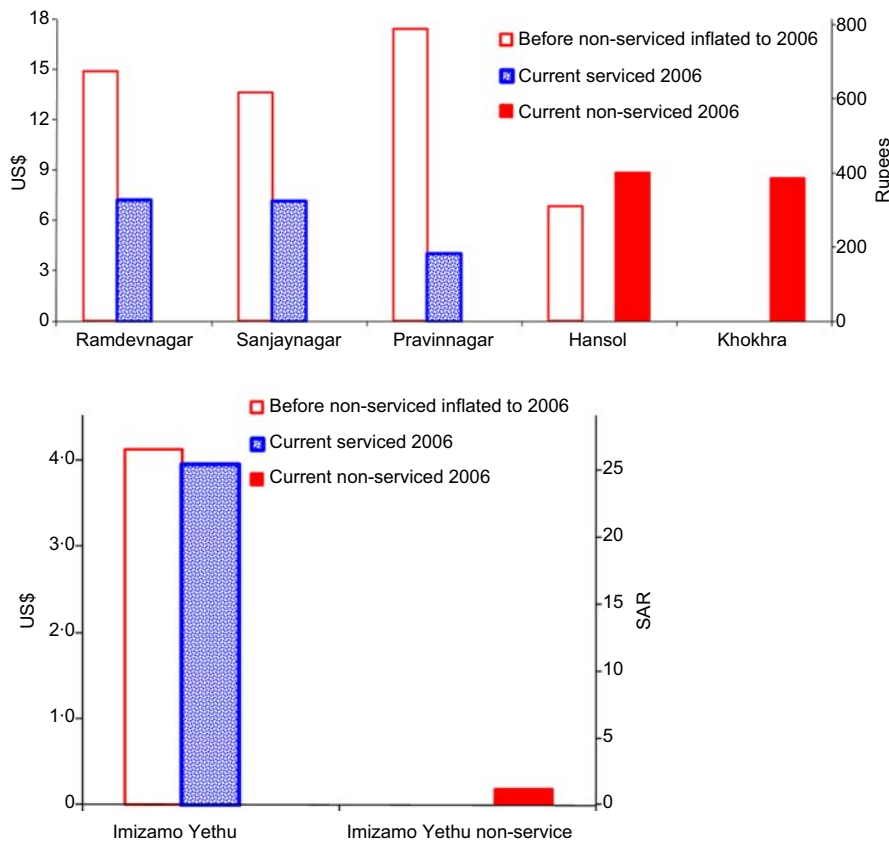 18
15
12
9
6
3
0
US$
Before non-serviced inflated to 2006
Current serviced 2006
Current non-serviced 2006
800
600
400
200
0
Rupees
Ramdevnagar
Sanjaynagar
Pravinnagar
Hansol
Khokhra
4·0
3·0
2·0
1·0
0
US$
Before non-serviced inflated to 2006
Current serviced 2006
Current non-serviced 2006
25
20
15
10
5
0
SAR
Imizamo Yethu
Imizamo Yethu non-service